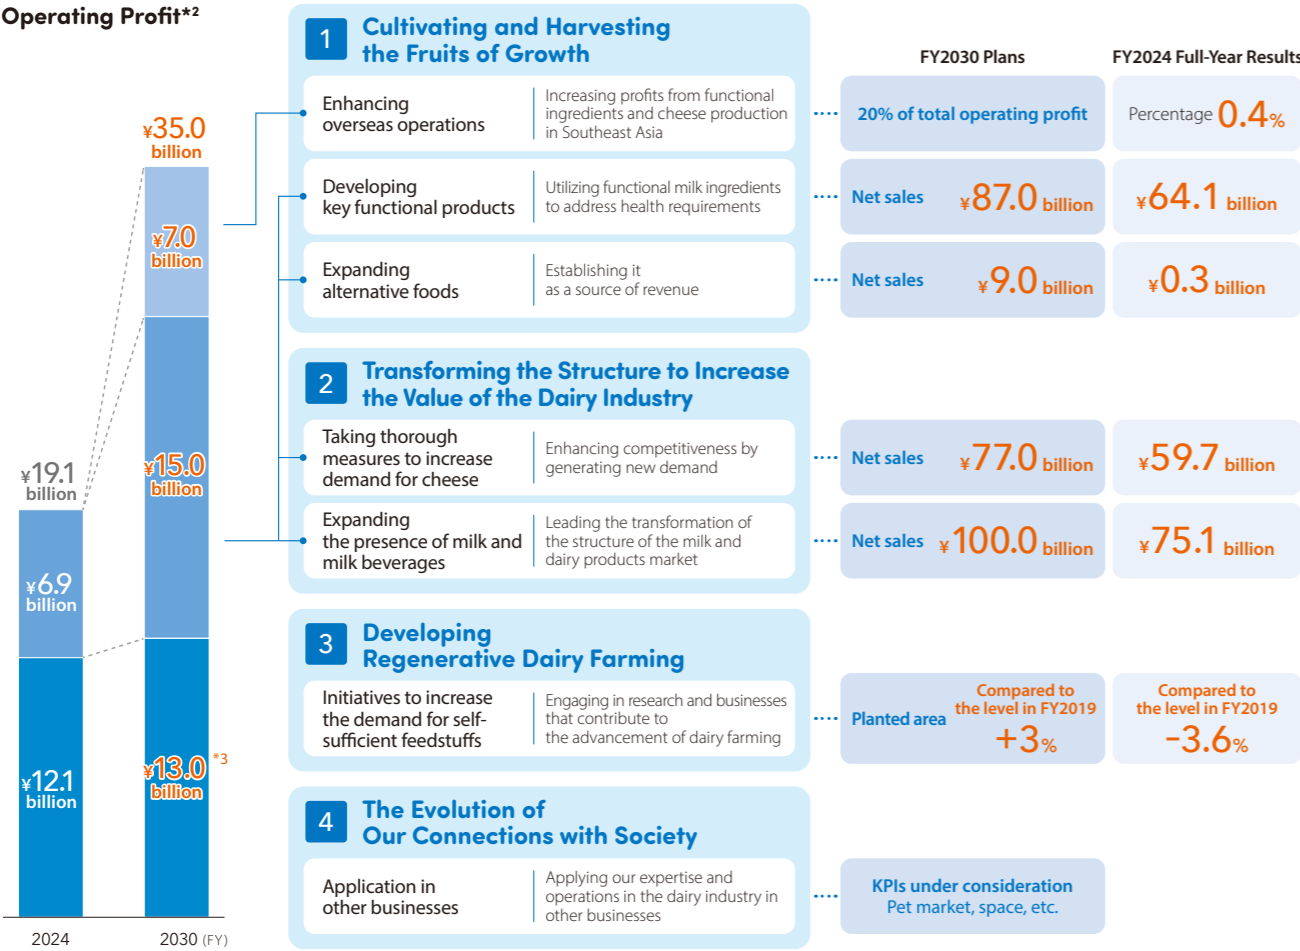 Operating Profit*2
¥35.0
billion
¥7.0
billion
¥15.0
billion
¥13.0 *3
billion
¥19.1
billion
¥6.9
billion
¥12.1
billion
2024
2030 (FY)
FY2030 Plans
FY2024 Full-Year Results
1
Cultivating and Harvesting
the Fruits of Growth
Enhancing
overseas operations
Increasing profits from functional
ingredients and cheese production
in Southeast Asia
20% of total operating profit
Percentage 0.4%
Developing
key functional products
Utilizing functional milk ingredients
to address health requirements
Net sales ¥87.0 billion
¥64.1 billion
Expanding
alternative foods
Establishing it
as a source of revenue
Net sales ¥9.0 billion
¥0.3 billion
2
Transforming the Structure to Increase
the Value of the Dairy Industry
Taking thorough
measures to increase
demand for cheese
Enhancing competitiveness by
generating new demand
Net sales ¥77.0 billion
¥59.7 billion
Expanding
the presence of milk and
milk beverages
Leading the transformation of
the structure of the milk and
dairy products market
Net sales ¥100.0 billion
¥75.1 billion
3
Developing
Regenerative Dairy Farming
Initiatives to increase
the demand for self-
sufficient feedstuffs
Engaging in research and businesses
that contribute to
the advancement of dairy farming
Planted area
Compared to
the level in FY2019
+3%
Compared to
the level in FY2019
-3.6%
4
The Evolution of
Our Connections with Society
Application in
other businesses
Applying our expertise and
operations in the dairy industry in
other businesses
KPIs under consideration
Pet market, space, etc.